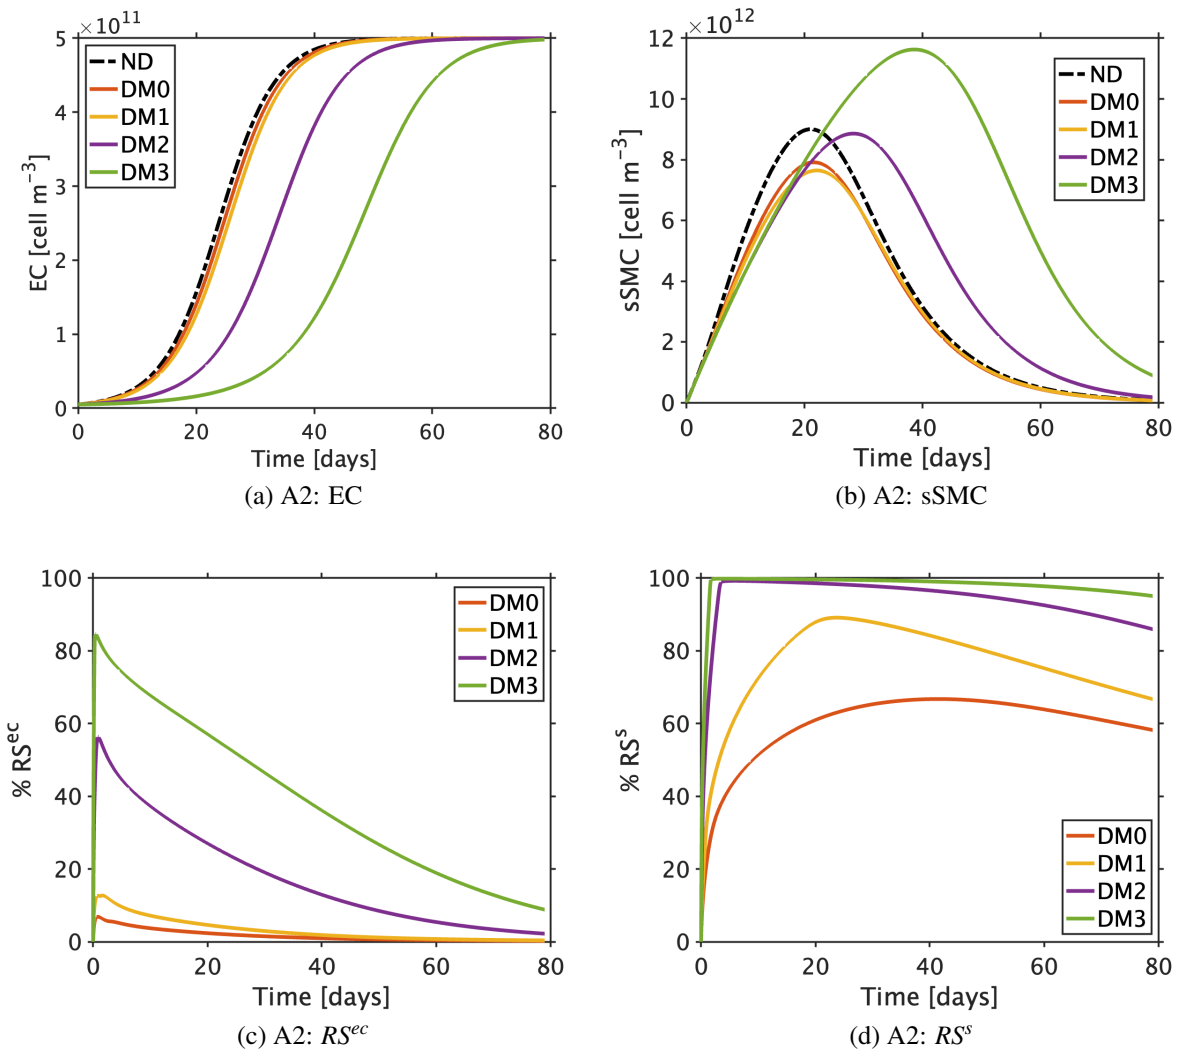 ×10^11
5
4
3
2
1
0
EC [cell m^−3]
ND
DM0
DM1
DM2
DM3
0 20 40 60 80
Time [days]
(a) A2: EC
×10^12
12
10
8
6
4
2
0
sSMC [cell m^−3]
ND
DM0
DM1
DM2
DM3
0 20 40 60 80
Time [days]
(b) A2: sSMC
100
80
60
40
20
0
% RS^ec
DM0
DM1
DM2
DM3
0 20 40 60 80
Time [days]
(c) A2: RS^ec
100
80
60
40
20
0
% RS^s
DM0
DM1
DM2
DM3
0 20 40 60 80
Time [days]
(d) A2: RS^s